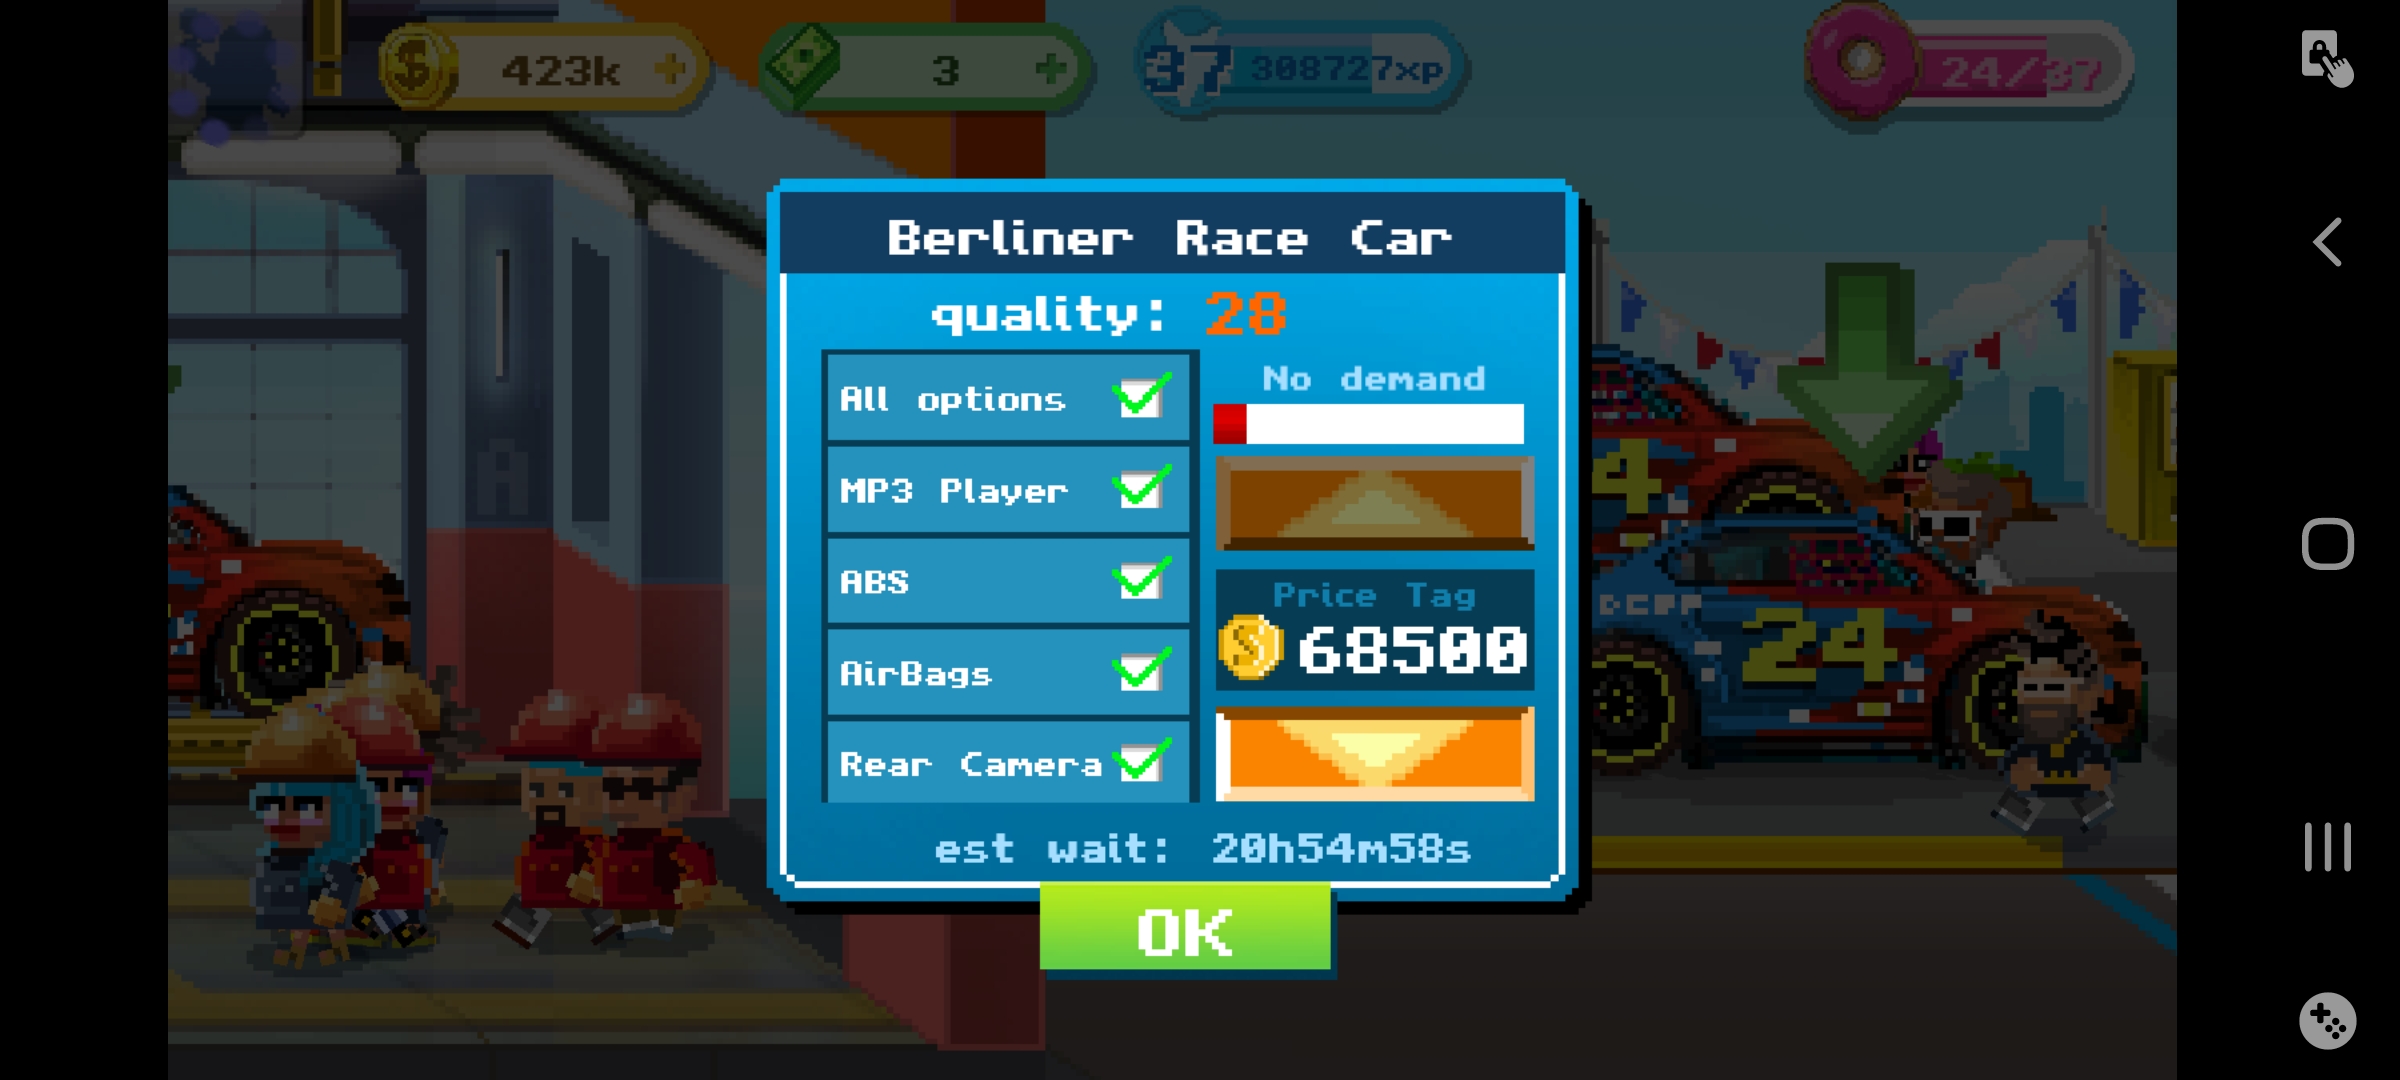 423k
3
37
308727xp
24/37
Berliner Race Car
quality: 28
All options
MP3 Player
ABS
AirBags
Rear Camera
No demand
Price Tag
68500
est wait: 20h54m58s
OK
24
A